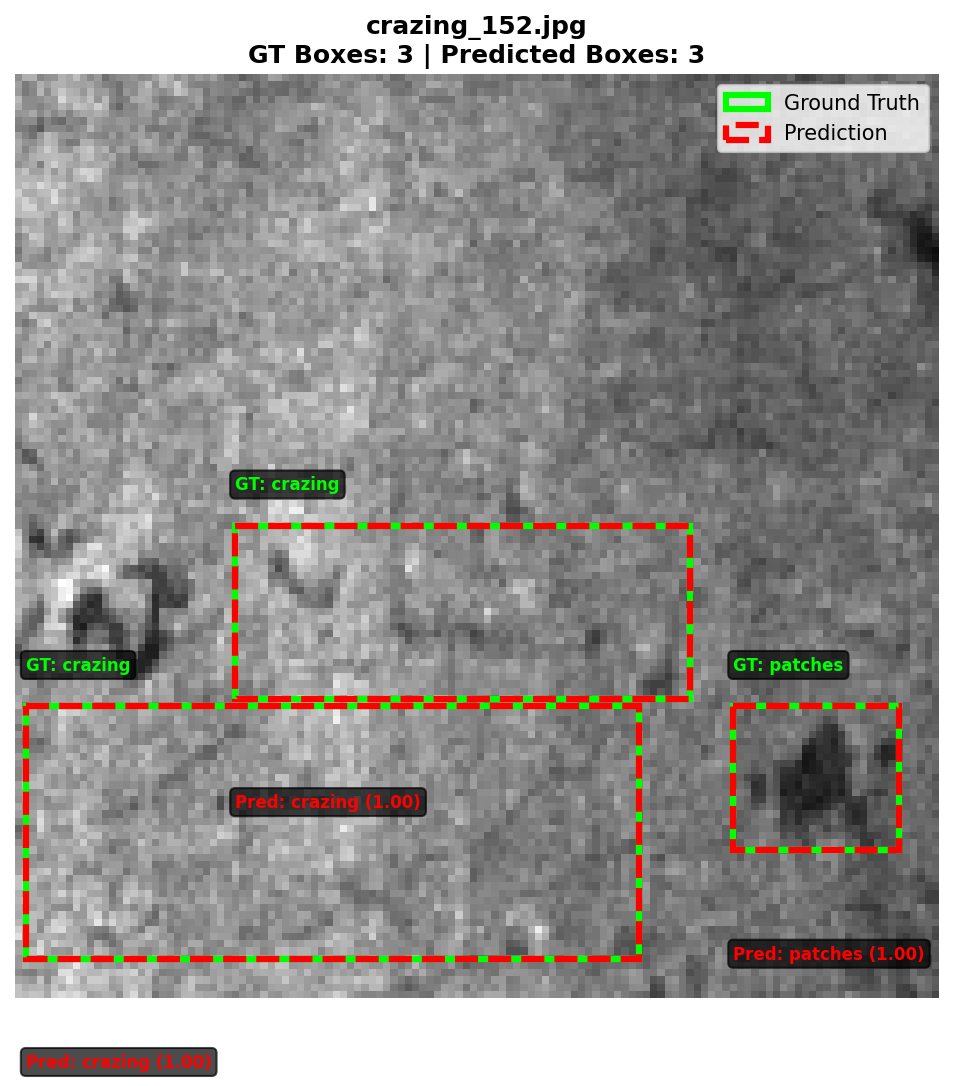 crazing_152.jpg
GT Boxes: 3 | Predicted Boxes: 3
Ground Truth
Prediction
GT: crazing
GT: crazing
GT: patches
Pred: crazing (1.00)
Pred: patches (1.00)
Pred: crazing (1.00)